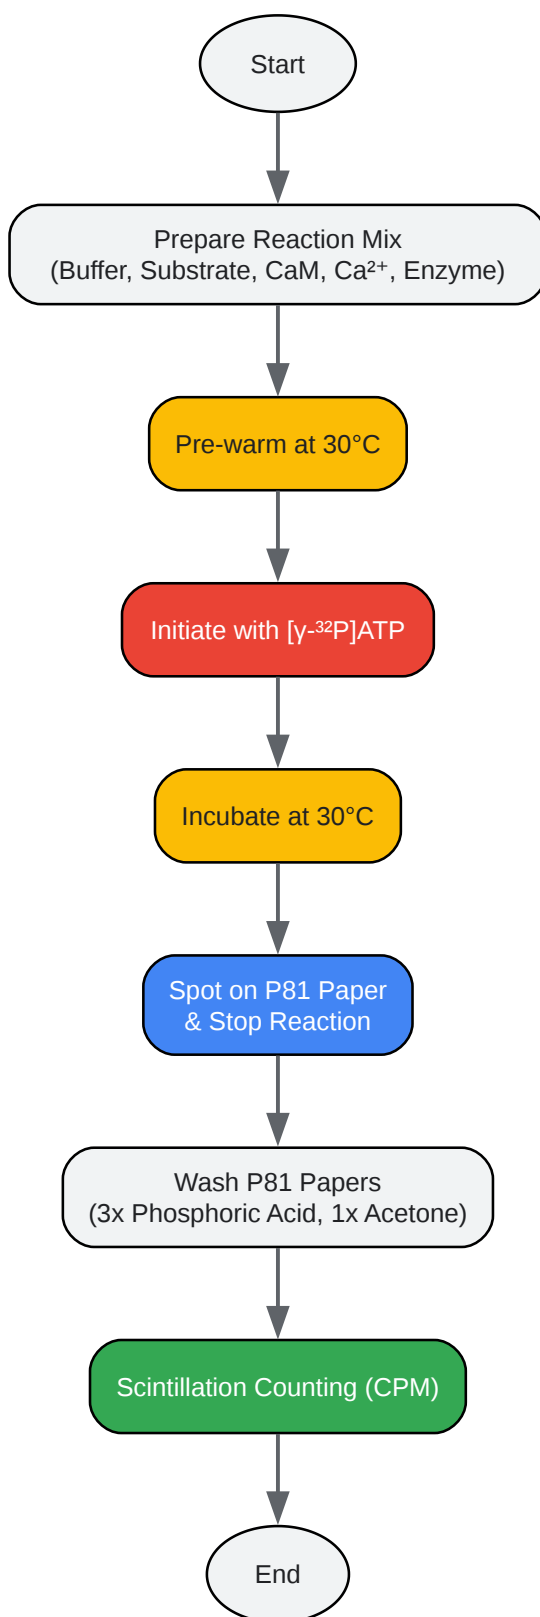 Start
Prepare Reaction Mix
(Buffer, Substrate, CaM, Ca²⁺, Enzyme)
Pre-warm at 30°C
Initiate with [γ-³²P]ATP
Incubate at 30°C
Spot on P81 Paper
& Stop Reaction
Wash P81 Papers
(3x Phosphoric Acid, 1x Acetone)
Scintillation Counting (CPM)
End